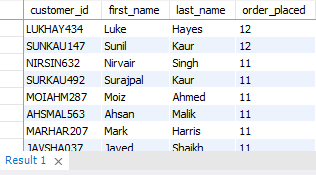 customer_id first_name last_name order_placed
LUKHAY434 Luke Hayes 12
SUNKAU147 Sunil Kaur 12
NIRSIN632 Nirvair Singh 11
SURKAU492 Surajpal Kaur 11
MOIAHM287 Moiz Ahmed 11
AHSMAL563 Ahsan Malik 11
MARHAR207 Mark Harris 11
JAVSHA037 Javed Shaikh 11
Result 1